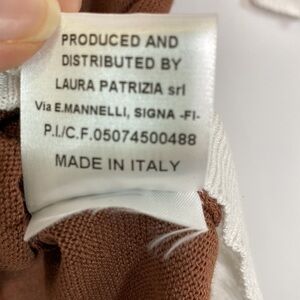 PRODUCED AND
DISTRIBUTED BY
LAURA PATRIZIA srl
Via E.MANNELLI, SIGNA -FI-
P.I./C.F.05074500488
MADE IN ITALY